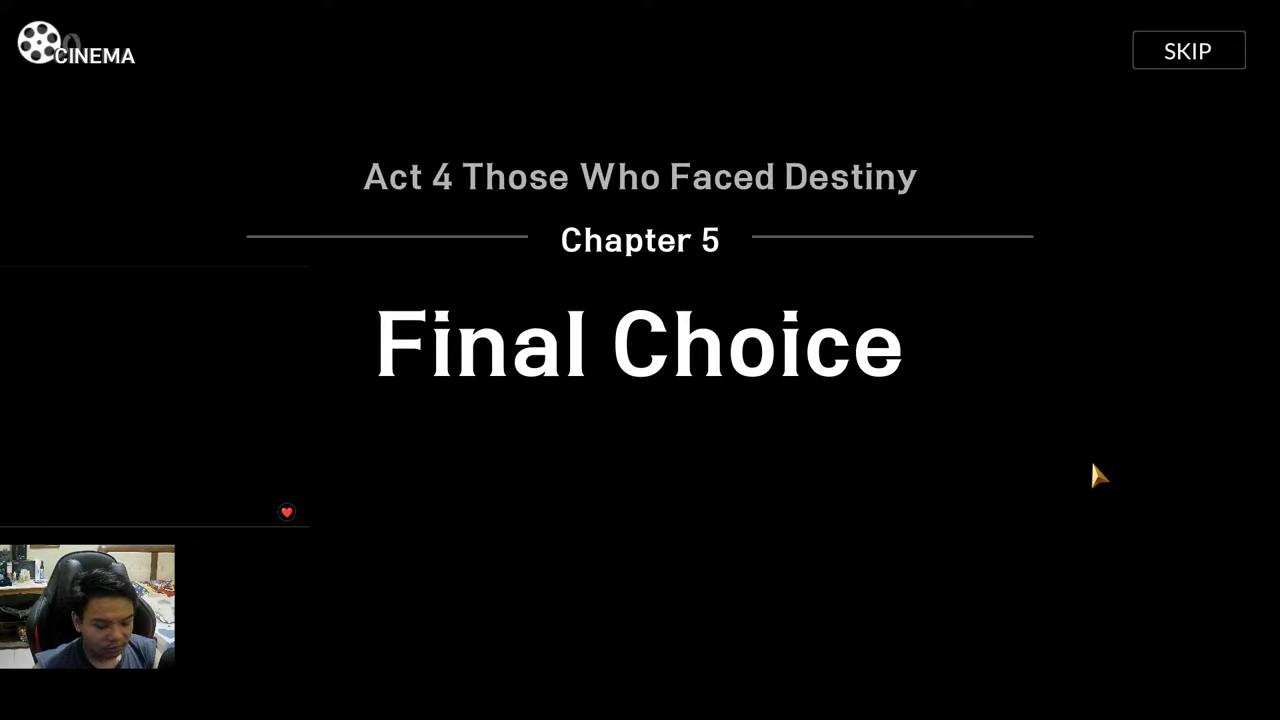 CINEMA
SKIP
Act 4 Those Who Faced Destiny
Chapter 5
Final Choice